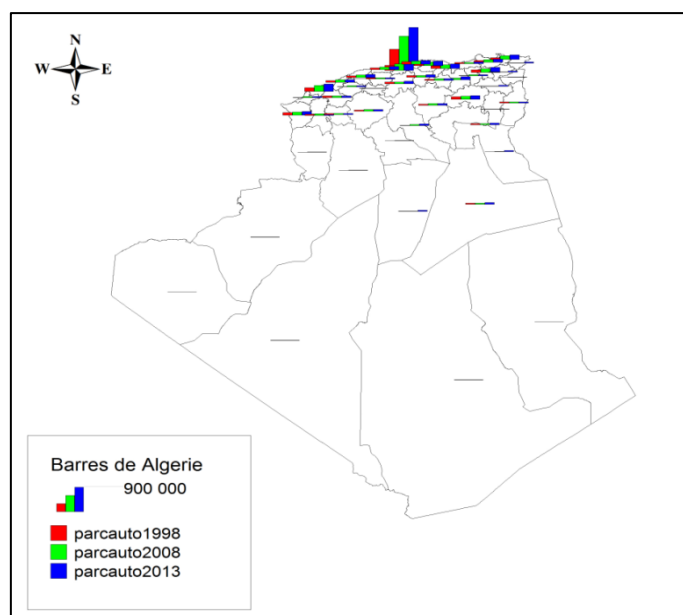 N
W E
S
Barres de Algerie
900 000
parcauto1998
parcauto2008
parcauto2013